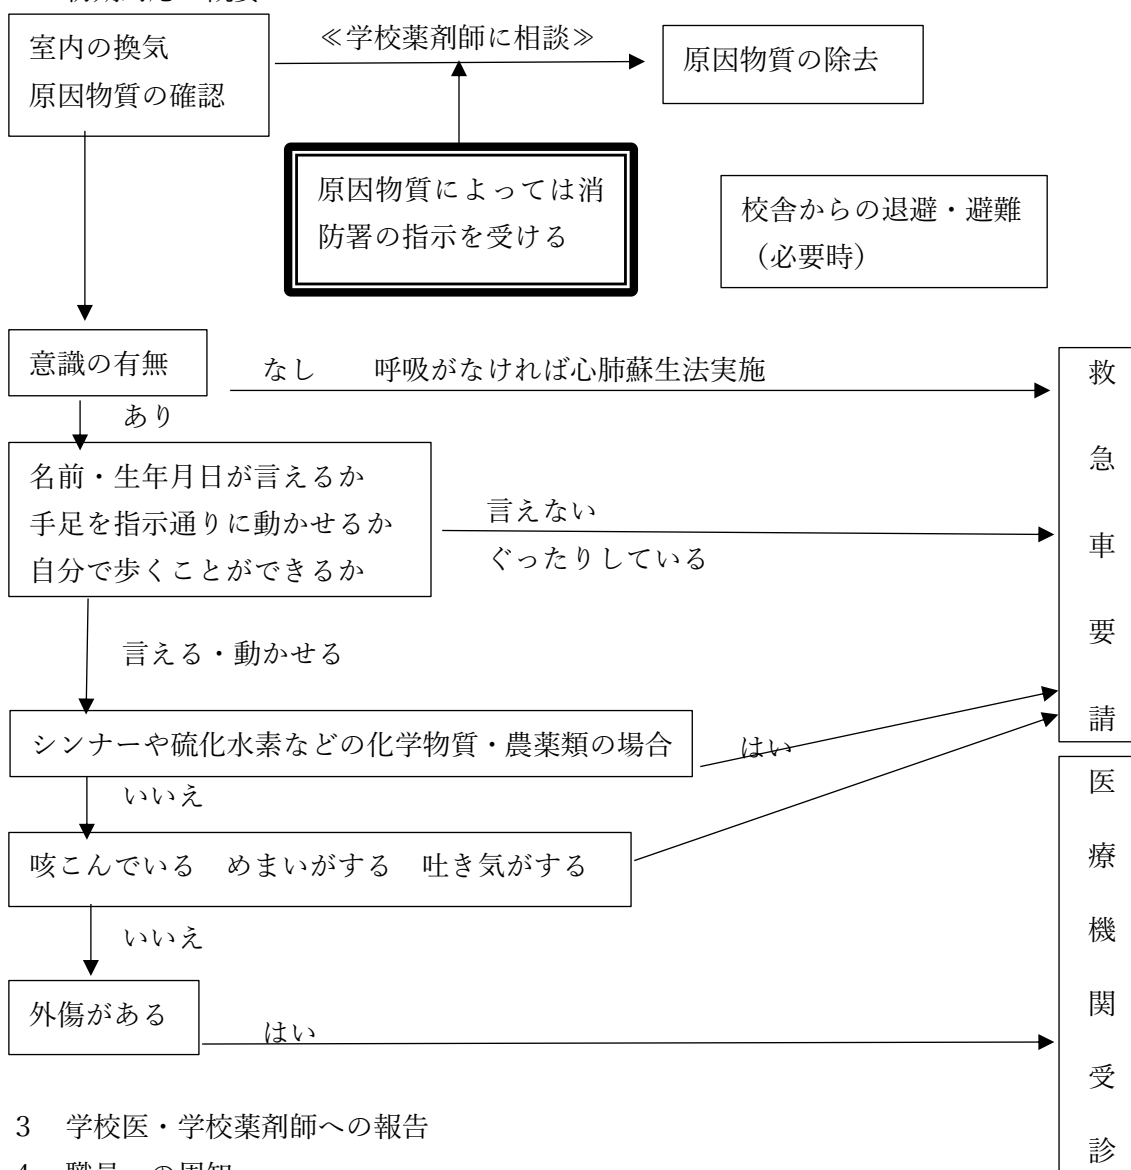 室内の換気
原因物質の確認
≪学校薬剤師に相談≫
原因物質の除去
原因物質によっては消
防署の指示を受ける
校舎からの退避・避難
（必要時）
意識の有無
なし　呼吸がなければ心肺蘇生法実施
あり
名前・生年月日が言えるか
手足を指示通りに動かせるか
自分で歩くことができるか
言えない
ぐったりしている
言える・動かせる
シンナーや硫化水素などの化学物質・農薬類の場合
はい
いいえ
咳こんでいる　めまいがする　吐き気がする
いいえ
外傷がある
はい
救急車要請
医療機関受診
3　学校医・学校薬剤師への報告